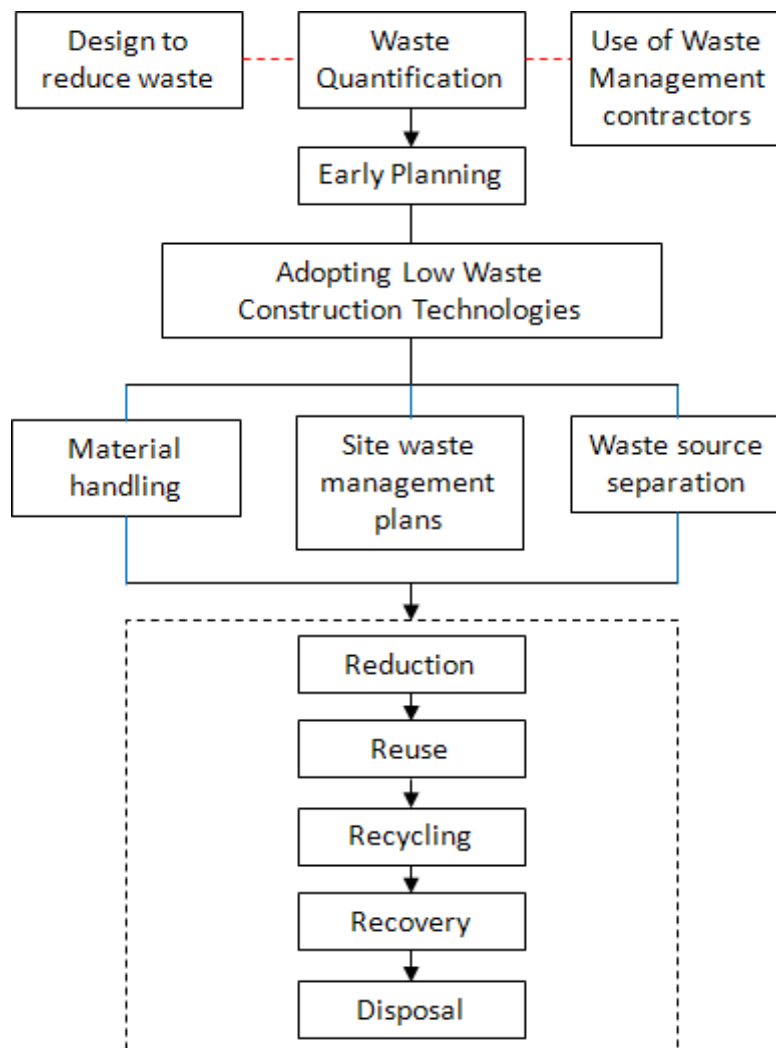 Design to
reduce waste
Waste
Quantification
Use of Waste
Management
contractors
Early Planning
Adopting Low Waste
Construction Technologies
Material
handling
Site waste
management
plans
Waste source
separation
Reduction
Reuse
Recycling
Recovery
Disposal